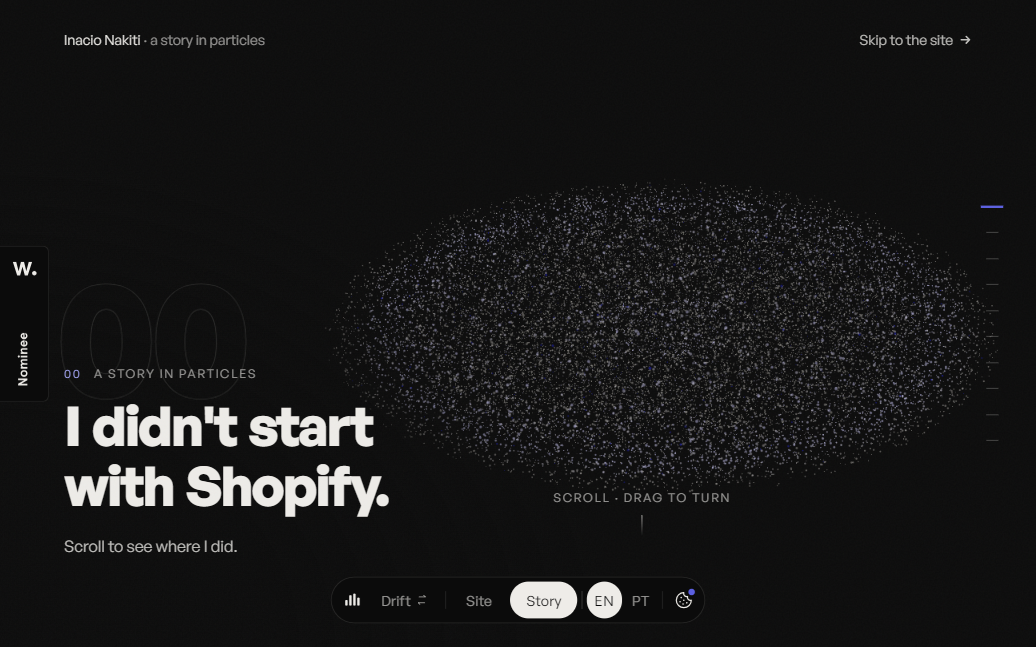 Inacio Nakiti · a story in particles
Skip to the site →
W.
Nominee
00
00 A STORY IN PARTICLES
I didn't start
with Shopify.
Scroll to see where I did.
SCROLL · DRAG TO TURN
Drift Site Story EN PT